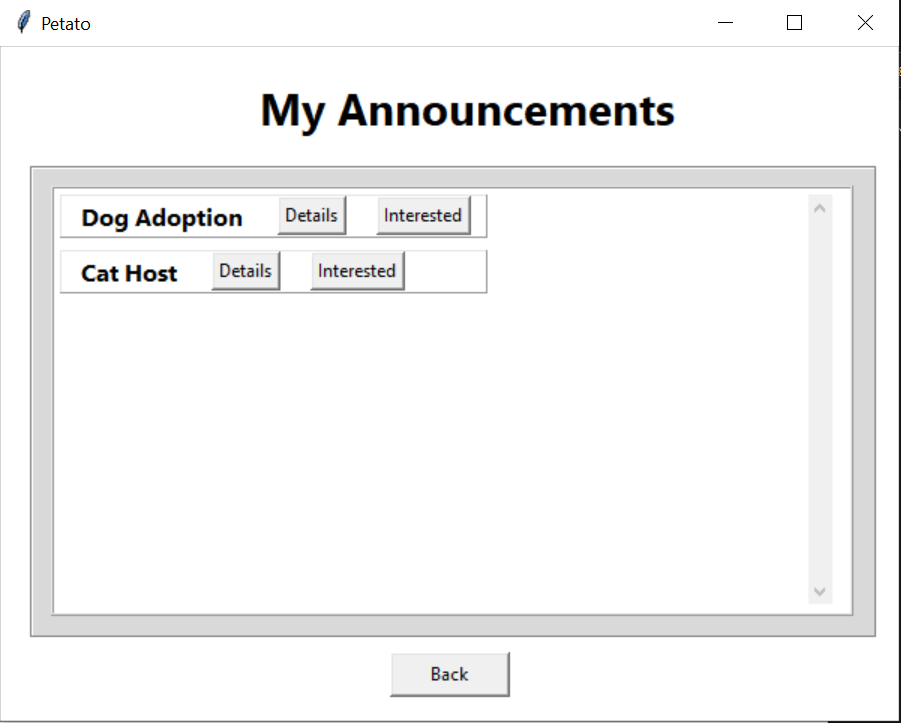 Petato
My Announcements
Dog Adoption Details Interested
Cat Host Details Interested
Back